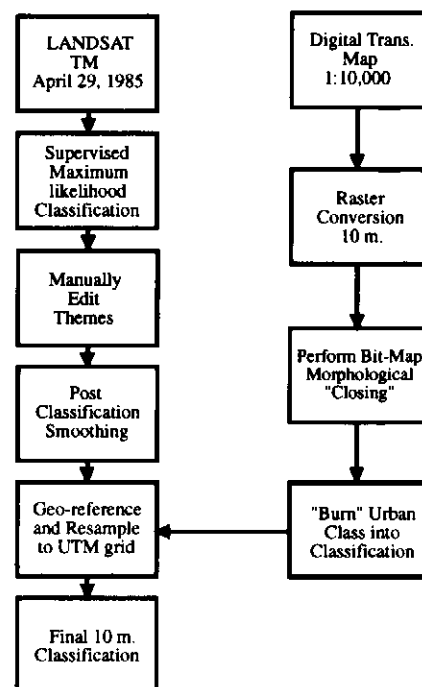 LANDSAT
TM
April 29, 1985
Supervised
Maximum
likelihood
Classification
Manually
Edit
Themes
Post
Classification
Smoothing
Geo-reference
and Resample
to UTM grid
Final 10 m.
Classification
Digital Trans.
Map
1:10,000
Raster
Conversion
10 m.
Perform Bit-Map
Morphological
"Closing"
"Burn" Urban
Class into
Classification